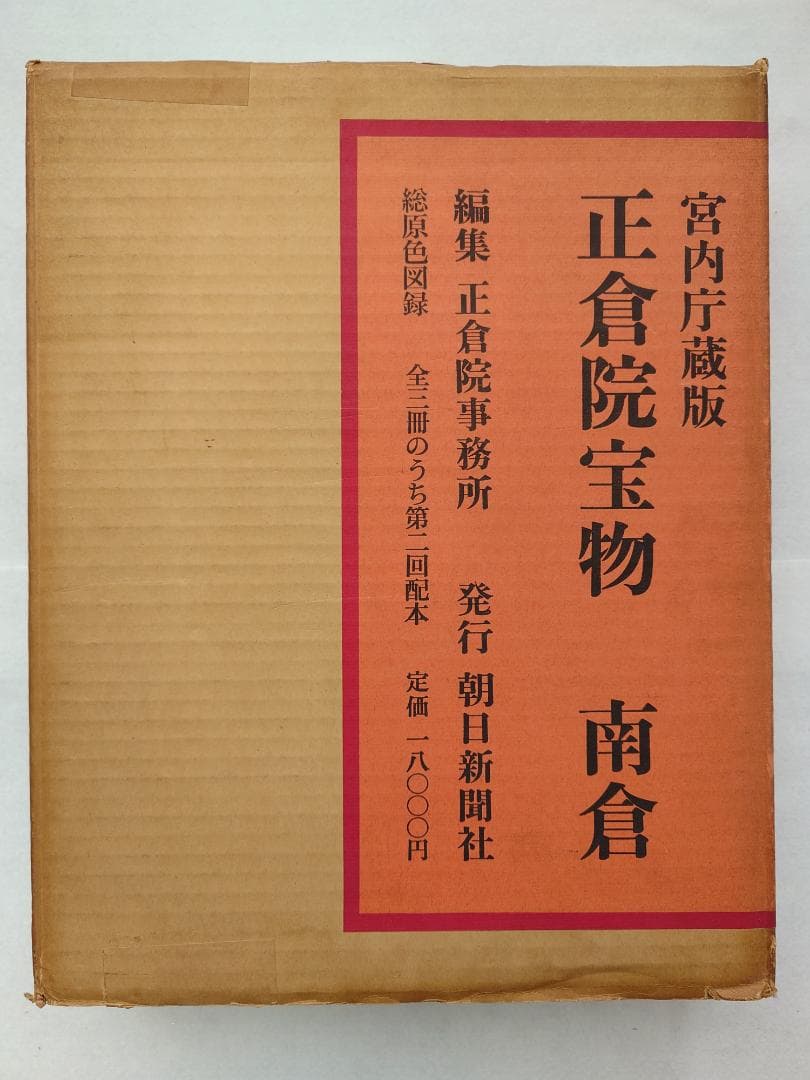 宮内庁蔵版
正倉院宝物 南倉
編集 正倉院事務所 発行 朝日新聞社
総原色図録 全三冊のうち第二回配本 定価 一八〇〇〇円